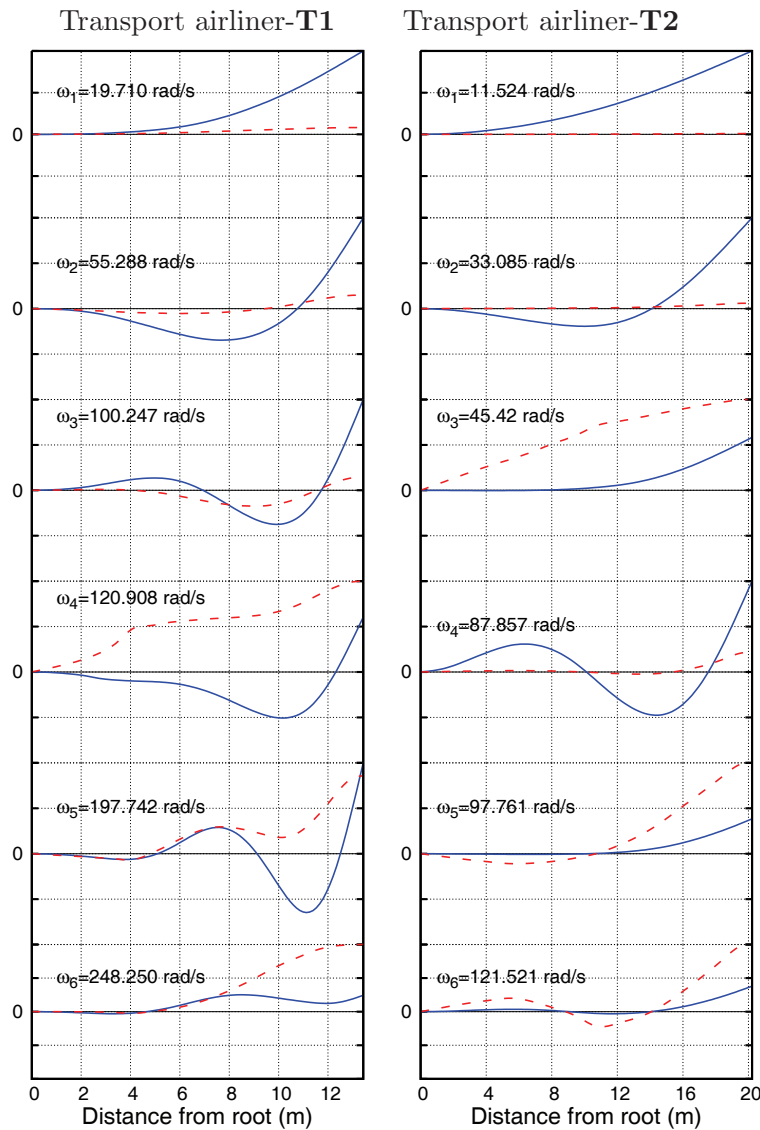 Transport airliner-T1
ω1=19.710 rad/s
0
ω2=55.288 rad/s
0
ω3=100.247 rad/s
0
ω4=120.908 rad/s
0
ω5=197.742 rad/s
0
ω6=248.250 rad/s
0
0 2 4 6 8 10 12
Distance from root (m)
Transport airliner-T2
ω1=11.524 rad/s
0
ω2=33.085 rad/s
0
ω3=45.42 rad/s
0
ω4=87.857 rad/s
0
ω5=97.761 rad/s
0
ω6=121.521 rad/s
0
0 4 8 12 16 20
Distance from root (m)